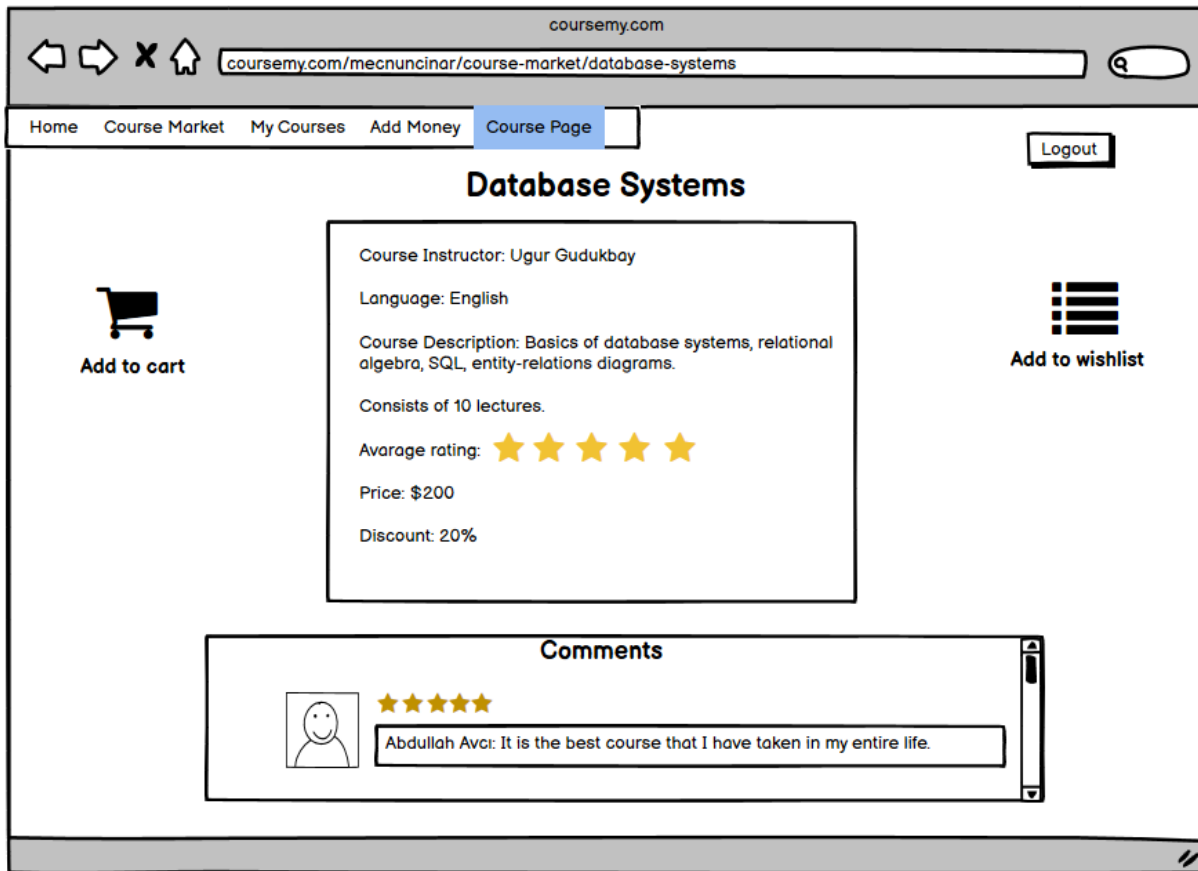 coursemy.com
coursemy.com/mecnuncinar/course-market/database-systems
Home Course Market My Courses Add Money Course Page
Logout
Database Systems
Course Instructor: Ugur Gudukbay
Language: English
Course Description: Basics of database systems, relational
algebra, SQL, entity-relations diagrams.
Consists of 10 lectures.
Avarage rating:
Price: $200
Discount: 20%
Add to cart
Add to wishlist
Comments
Abdullah Avcı: It is the best course that I have taken in my entire life.